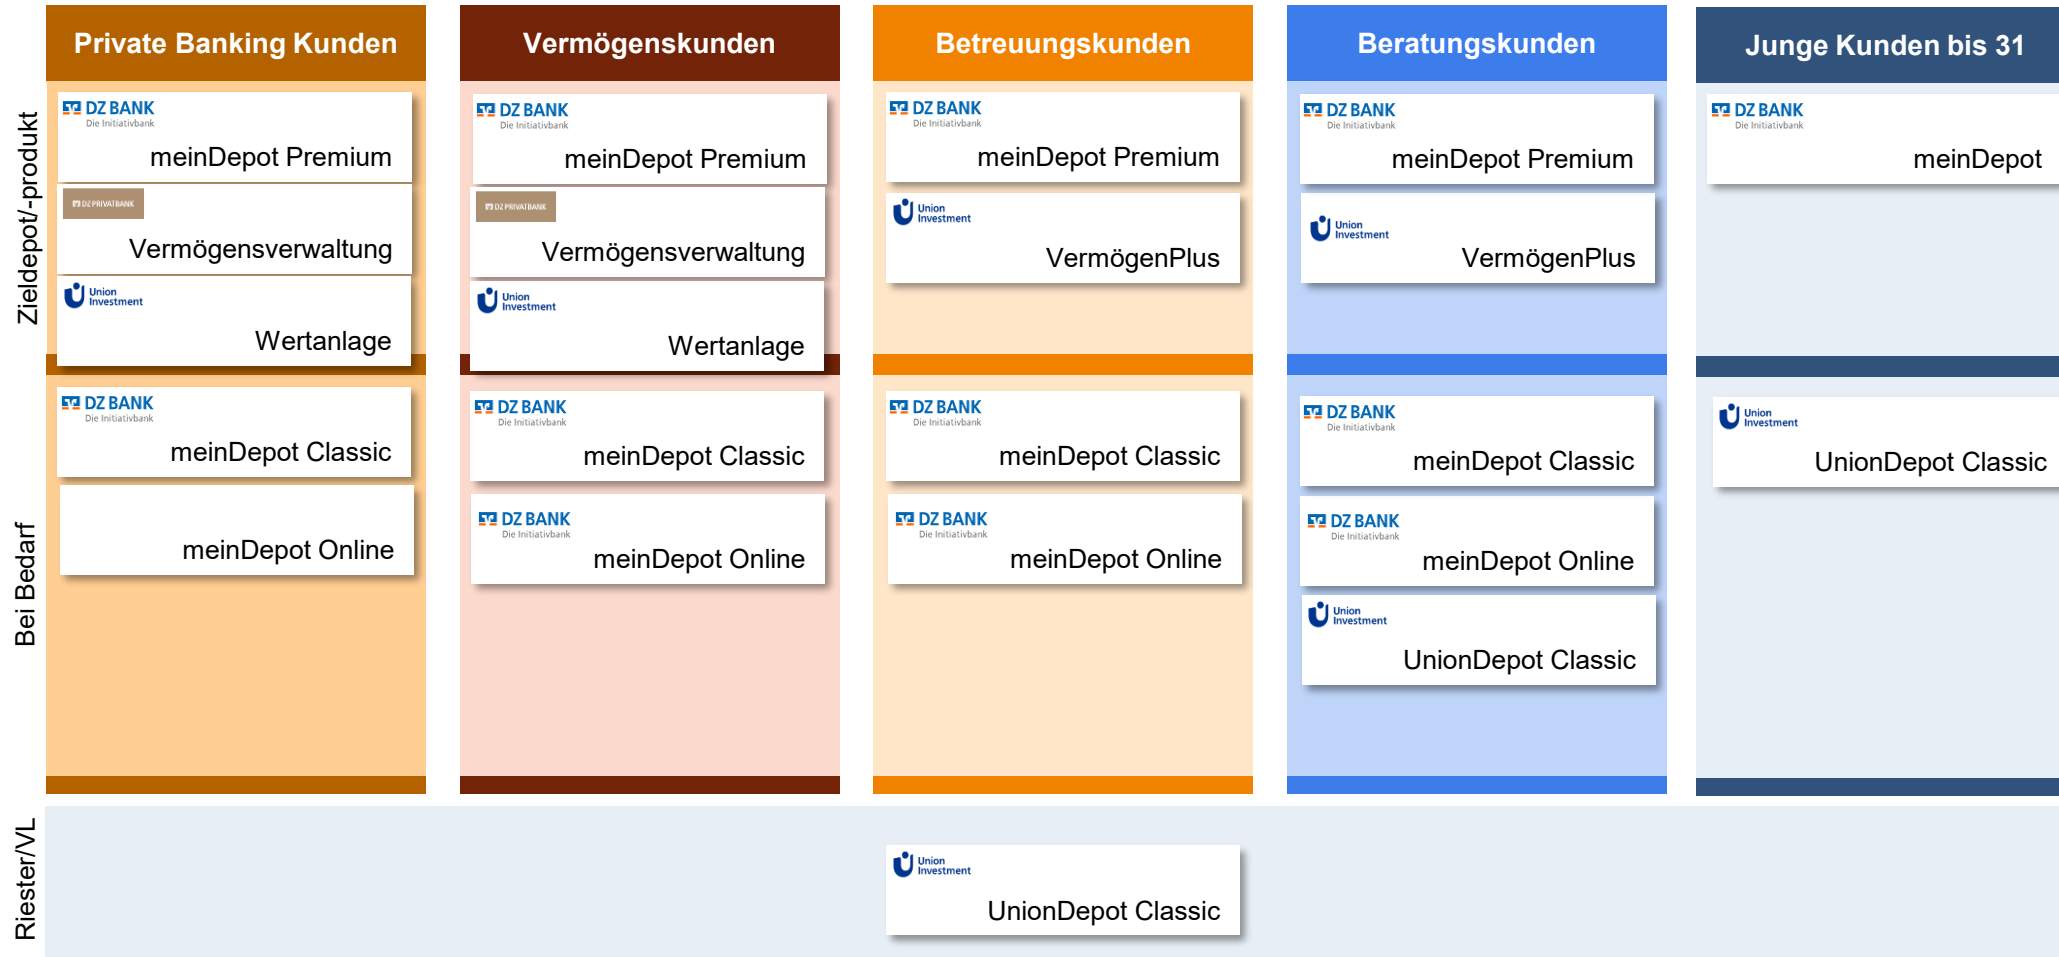 Private Banking Kunden
Vermögenskunden
Betreuungskunden
Beratungskunden
Junge Kunden bis 31
Zieldepot/-produkt
DZ BANK
Die Initiativbank
meinDepot Premium
DZ PRIVATBANK
Vermögensverwaltung
Union
Investment
Wertanlage
DZ BANK
Die Initiativbank
meinDepot Premium
DZ PRIVATBANK
Vermögensverwaltung
Union
Investment
Wertanlage
DZ BANK
Die Initiativbank
meinDepot Premium
Union
Investment
VermögenPlus
DZ BANK
Die Initiativbank
meinDepot Premium
Union
Investment
VermögenPlus
DZ BANK
Die Initiativbank
meinDepot
Bei Bedarf
DZ BANK
Die Initiativbank
meinDepot Classic
meinDepot Online
DZ BANK
Die Initiativbank
meinDepot Classic
DZ BANK
Die Initiativbank
meinDepot Online
DZ BANK
Die Initiativbank
meinDepot Classic
DZ BANK
Die Initiativbank
meinDepot Online
DZ BANK
Die Initiativbank
meinDepot Classic
DZ BANK
Die Initiativbank
meinDepot Online
Union
Investment
UnionDepot Classic
Union
Investment
UnionDepot Classic
Riester/VL
Union
Investment
UnionDepot Classic